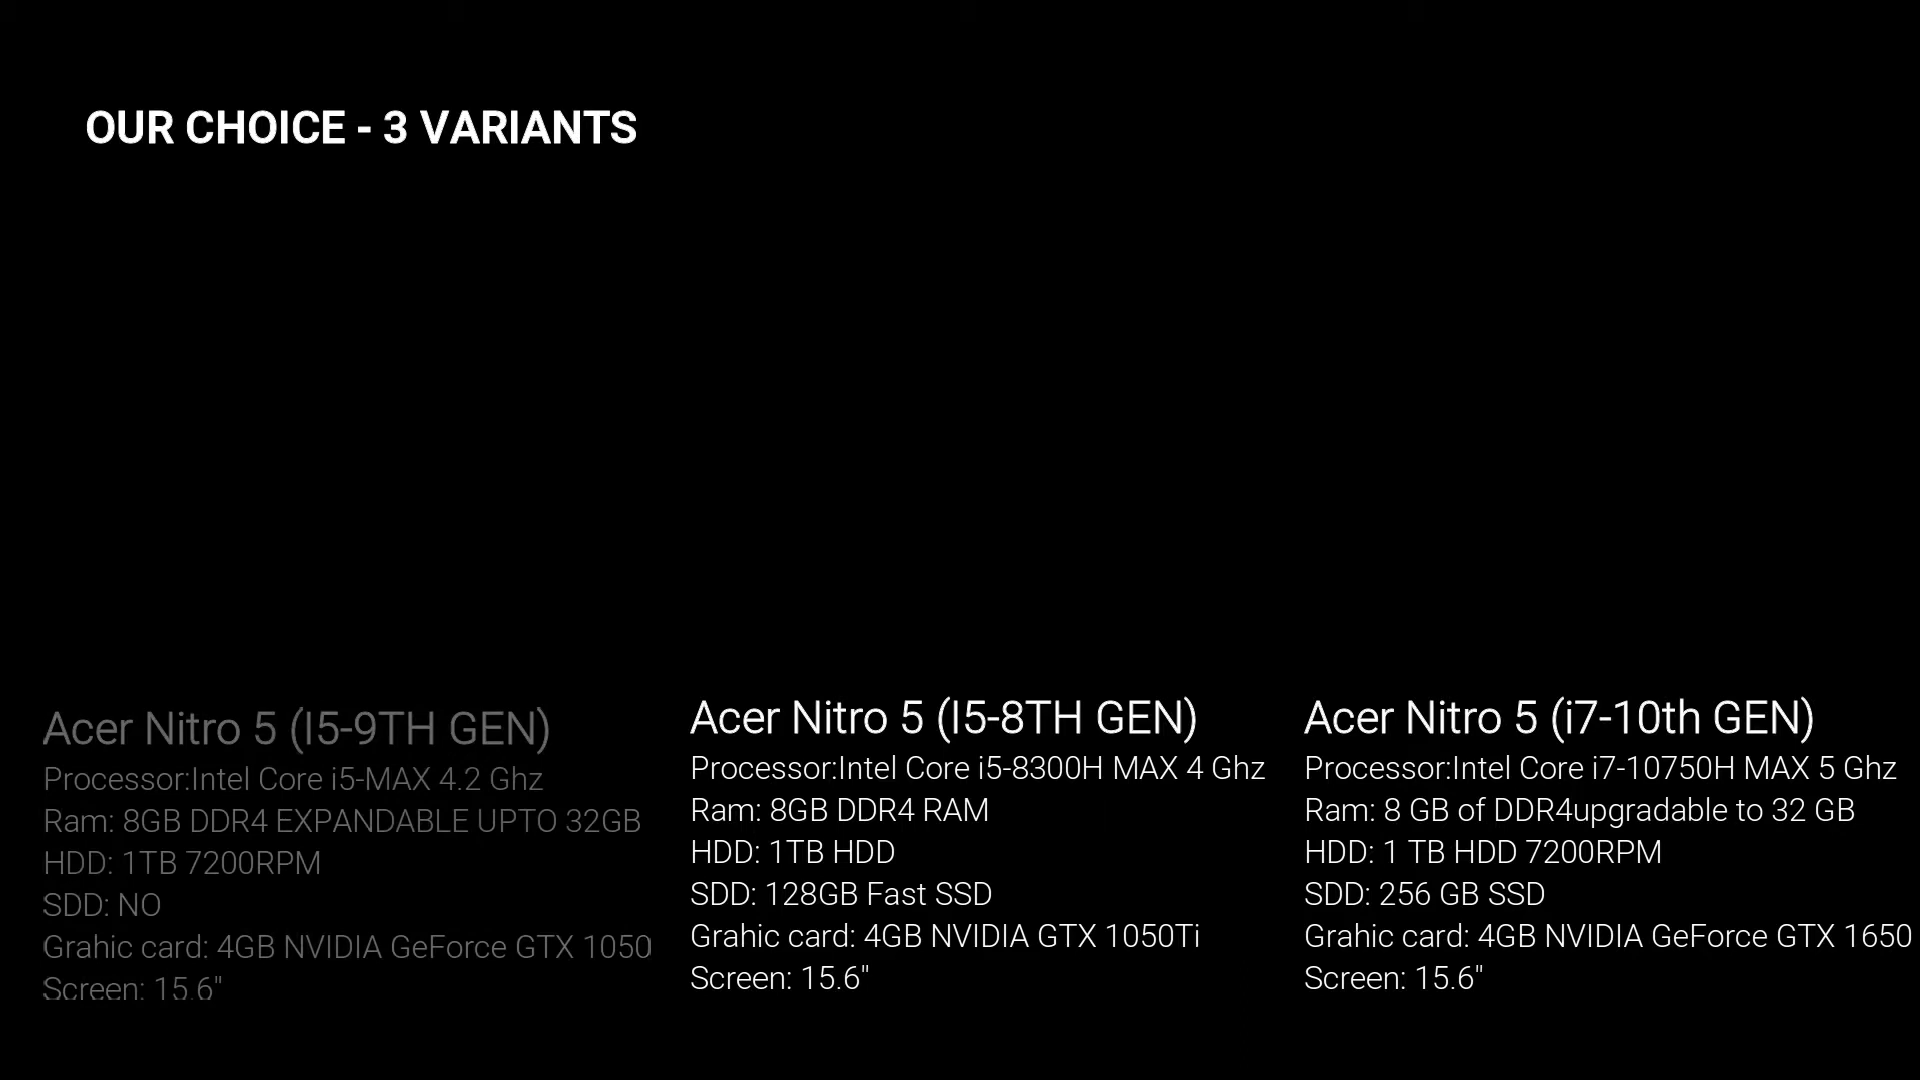 OUR CHOICE - 3 VARIANTS
Acer Nitro 5 (I5-9TH GEN)
Processor:Intel Core i5-MAX 4.2 Ghz
Ram: 8GB DDR4 EXPANDABLE UPTO 32GB
HDD: 1TB 7200RPM
SDD: NO
Grahic card: 4GB NVIDIA GeForce GTX 1050
Screen: 15.6"
Acer Nitro 5 (I5-8TH GEN)
Processor:Intel Core i5-8300H MAX 4 Ghz
Ram: 8GB DDR4 RAM
HDD: 1TB HDD
SDD: 128GB Fast SSD
Grahic card: 4GB NVIDIA GTX 1050Ti
Screen: 15.6"
Acer Nitro 5 (i7-10th GEN)
Processor:Intel Core i7-10750H MAX 5 Ghz
Ram: 8 GB of DDR4upgradable to 32 GB
HDD: 1 TB HDD 7200RPM
SDD: 256 GB SSD
Grahic card: 4GB NVIDIA GeForce GTX 1650
Screen: 15.6"